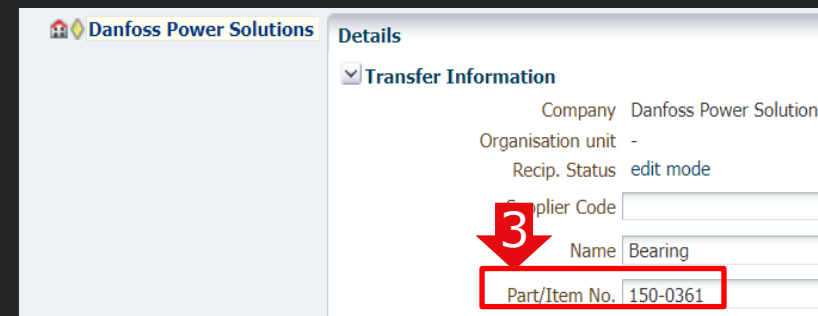 Danfoss Power Solutions
Details
Transfer Information
Company Danfoss Power Solution
Organisation unit -
Recip. Status edit mode
Code
3
Name Bearing
Part/Item No. 150-0361